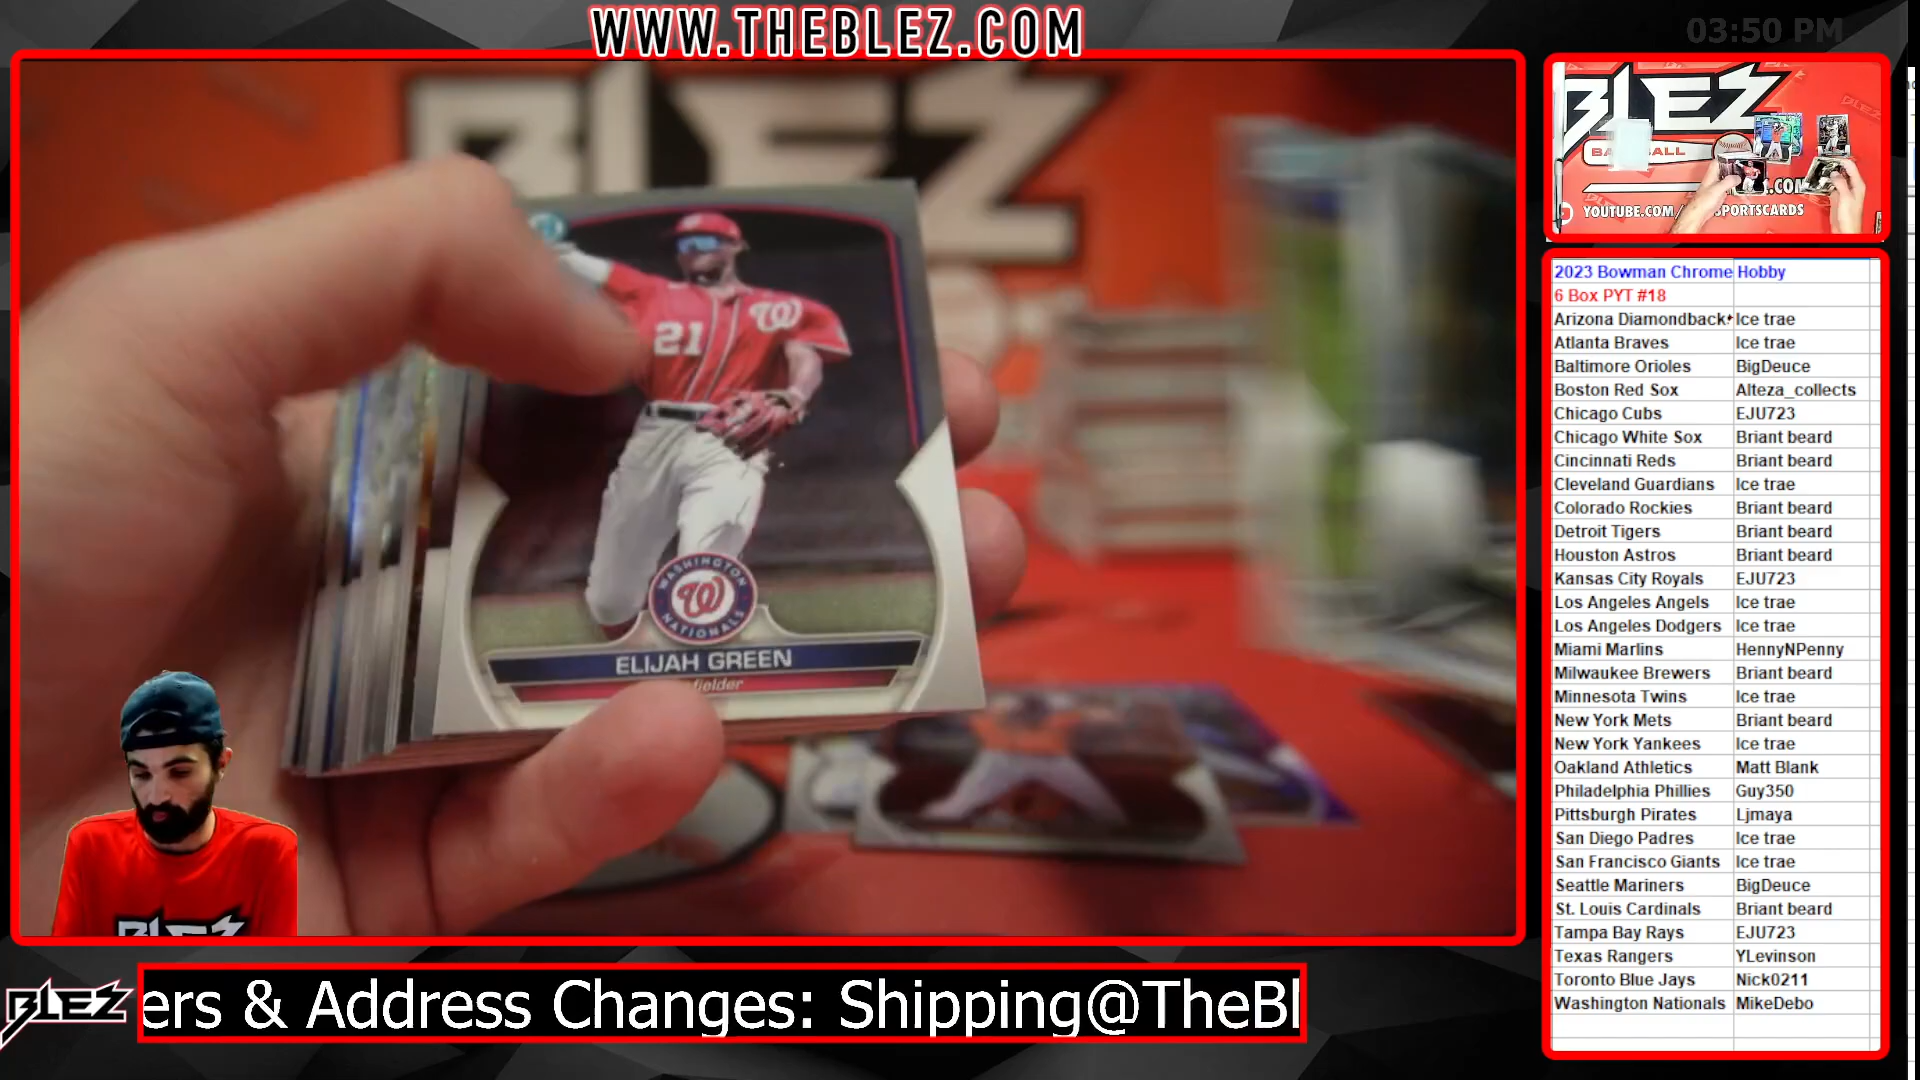 WWW.THEBLEZ.COM
03:50 PM
BLEZ
21
W
WASHINGTON
W
NATIONALS
ELIJAH GREEN
fielder
BLEZ
BLEZ
BLEZ
.COM
YOUTUBE.COM/ SPORTSCARDS
2023 Bowman Chrome Hobby
6 Box PYT #18
Arizona Diamondback Ice trae
Atlanta Braves Ice trae
Baltimore Orioles BigDeuce
Boston Red Sox Alteza_collects
Chicago Cubs EJU723
Chicago White Sox Briant beard
Cincinnati Reds Briant beard
Cleveland Guardians Ice trae
Colorado Rockies Briant beard
Detroit Tigers Briant beard
Houston Astros Briant beard
Kansas City Royals EJU723
Los Angeles Angels Ice trae
Los Angeles Dodgers Ice trae
Miami Marlins HennyNPenny
Milwaukee Brewers Briant beard
Minnesota Twins Ice trae
New York Mets Briant beard
New York Yankees Ice trae
Oakland Athletics Matt Blank
Philadelphia Phillies Guy350
Pittsburgh Pirates Ljmaya
San Diego Padres Ice trae
San Francisco Giants Ice trae
Seattle Mariners BigDeuce
St. Louis Cardinals Briant beard
Tampa Bay Rays EJU723
Texas Rangers YLevinson
Toronto Blue Jays Nick0211
Washington Nationals MikeDebo
ers & Address Changes: Shipping@TheBl